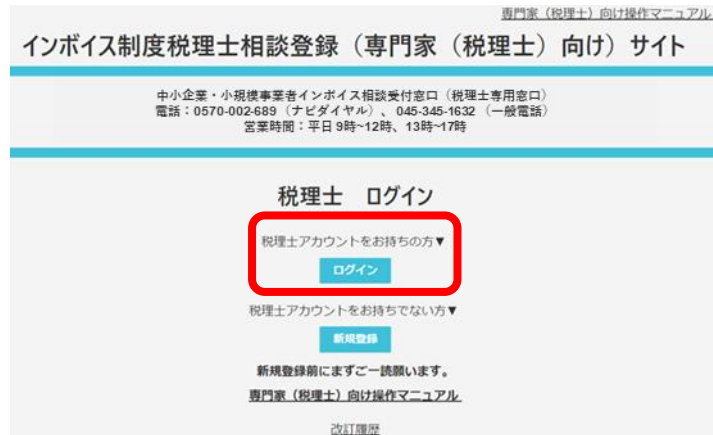 専門家（税理士）向け操作マニュアル
インボイス制度税理士相談登録（専門家（税理士）向け）サイト
中小企業・小規模事業者インボイス相談受付窓口（税理士専用窓口）
電話：0570-002-689（ナビダイヤル）、 045-345-1632 （一般電話）
営業時間：平日 9時~12時、13時~17時
税理士　ログイン
税理士アカウントをお持ちの方▼
ログイン
税理士アカウントをお持ちでない方▼
新規登録
新規登録前にまずご一読願います。
専門家（税理士）向け操作マニュアル
改訂履歴